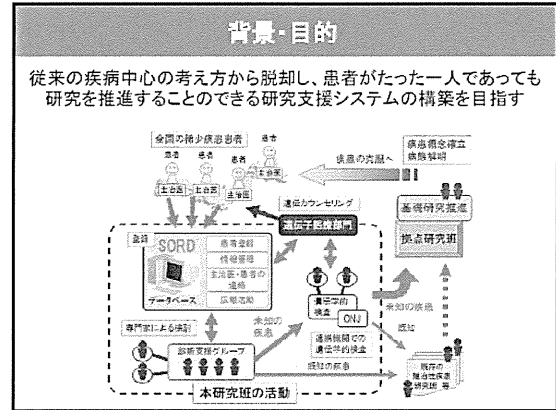 背景・目的
従来の疾病中心の考え方から脱却し、患者がたった一人であっても
研究を推進することのできる研究支援システムの構築を目指す
全国の稀少疾患患者
患者
患者
患者
患者
主治医
主治医
主治医
主治医
疾患の克服へ
疾患概念確立
病態解明
遺伝カウンセリング
基礎研究推進
拠点研究班
登録
SORD
データベース
患者登録
情報管理
主治医・患者の
連絡
広報活動
遺伝学的
検査
ONJ
未知の疾患
既知
専門家による検討
未知の
疾患
連携機関での
遺伝学的検査
診断支援グループ
既知の疾患
既存の
難治性疾患
研究班 等
本研究班の活動